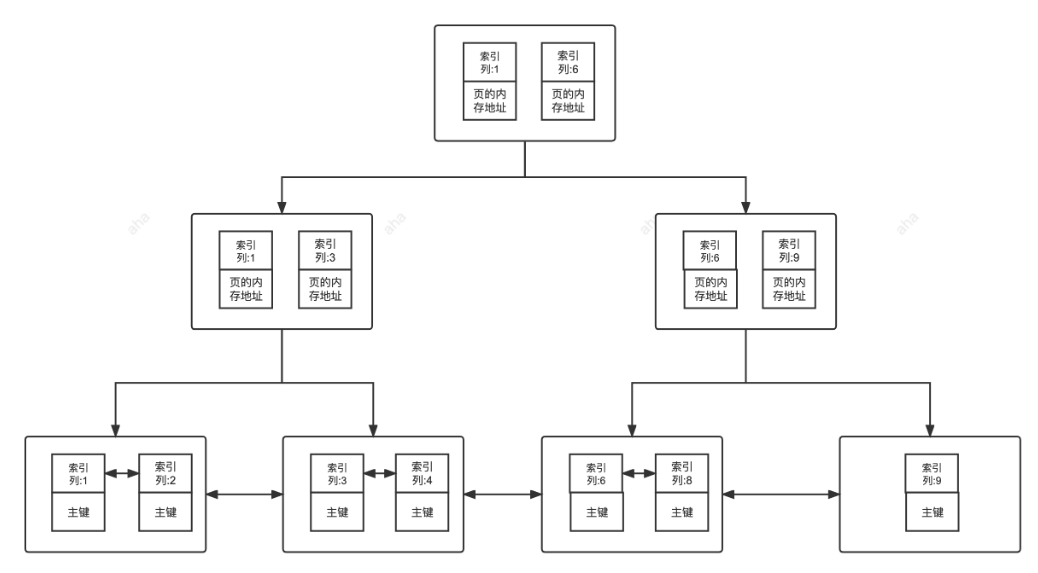 索引
列:1
索引
列:6
页的内
存地址
页的内
存地址
aha
aha
aha
aha
索引
列:1
索引
列:3
索引
列:6
索引
列:9
页的内
存地址
页的内
存地址
页的内
存地址
页的内
存地址
索引
列:1
索引
列:2
索引
列:3
索引
列:4
索引
列:6
索引
列:8
索引
列:9
主键
主键
主键
主键
主键
主键
主键